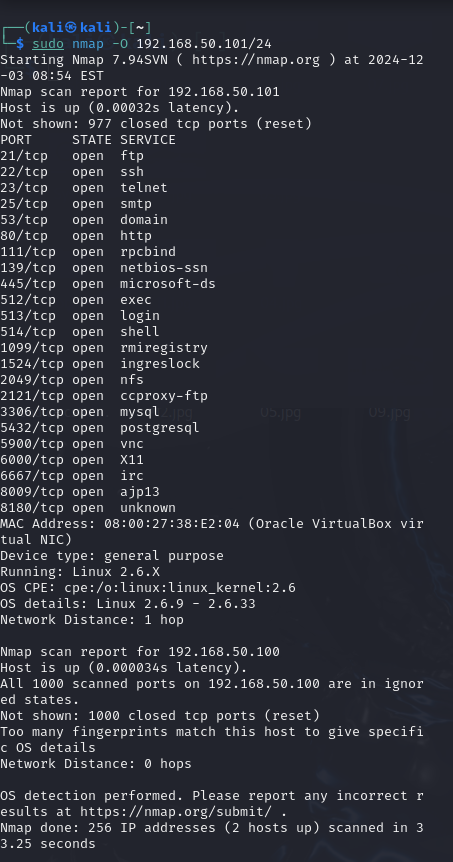 ┌──(kali㉿kali)-[~]
└─$ sudo nmap -O 192.168.50.101/24
Starting Nmap 7.94SVN ( https://nmap.org ) at 2024-12
-03 08:54 EST
Nmap scan report for 192.168.50.101
Host is up (0.00032s latency).
Not shown: 977 closed tcp ports (reset)
PORT     STATE SERVICE
21/tcp   open  ftp
22/tcp   open  ssh
23/tcp   open  telnet
25/tcp   open  smtp
53/tcp   open  domain
80/tcp   open  http
111/tcp  open  rpcbind
139/tcp  open  netbios-ssn
445/tcp  open  microsoft-ds
512/tcp  open  exec
513/tcp  open  login
514/tcp  open  shell
1099/tcp open  rmiregistry
1524/tcp open  ingreslock
2049/tcp open  nfs
2121/tcp open  ccproxy-ftp
3306/tcp open  mysql
05.jpg
09.jpg
5432/tcp open  postgresql
5900/tcp open  vnc
6000/tcp open  X11
6667/tcp open  irc
8009/tcp open  ajp13
8180/tcp open  unknown
MAC Address: 08:00:27:38:E2:04 (Oracle VirtualBox vir
tual NIC)
Device type: general purpose
Running: Linux 2.6.X
OS CPE: cpe:/o:linux:linux_kernel:2.6
OS details: Linux 2.6.9 - 2.6.33
Network Distance: 1 hop

Nmap scan report for 192.168.50.100
Host is up (0.000034s latency).
All 1000 scanned ports on 192.168.50.100 are in ignor
ed states.
Not shown: 1000 closed tcp ports (reset)
Too many fingerprints match this host to give specifi
c OS details
Network Distance: 0 hops

OS detection performed. Please report any incorrect r
esults at https://nmap.org/submit/ .
Nmap done: 256 IP addresses (2 hosts up) scanned in 3
3.25 seconds